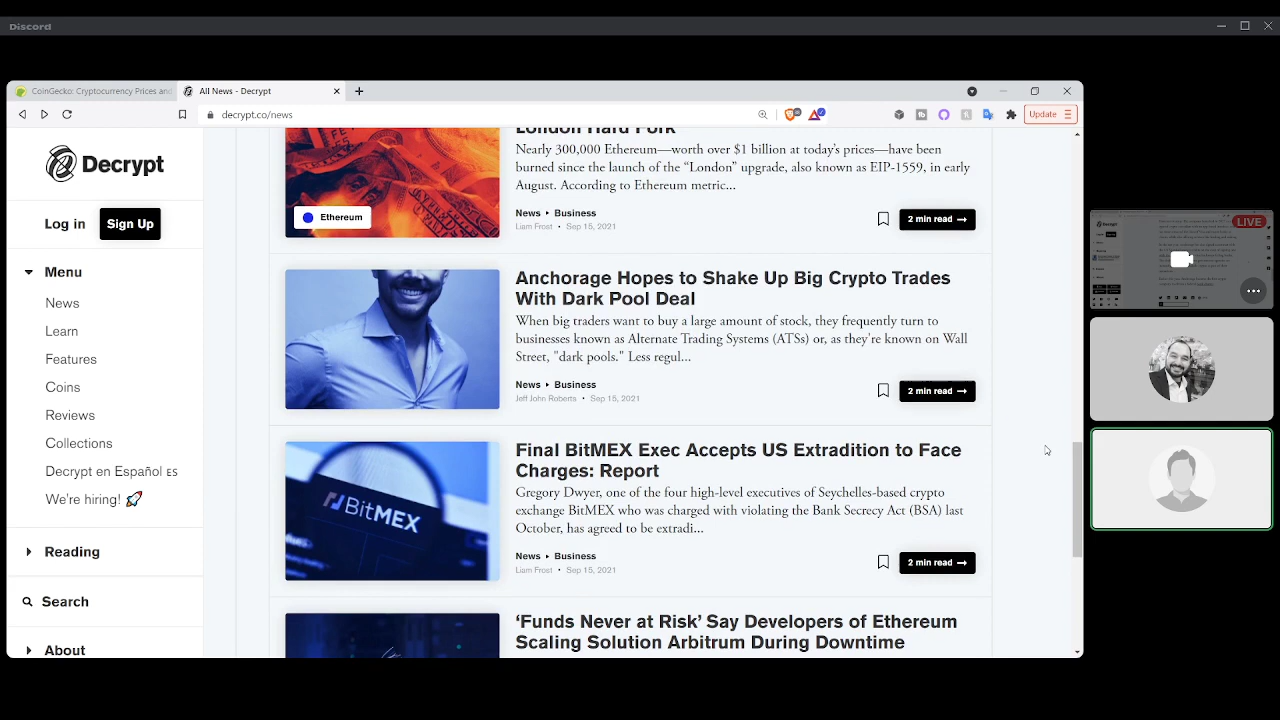 Discord
CoinGecko: Cryptocurrency Prices and
All News - Decrypt
decrypt.co/news
Update
Decrypt
Log in
Sign Up
Menu
News
Learn
Features
Coins
Reviews
Collections
Decrypt en Español ES
We're hiring! 🚀
Reading
Search
About
London Hard Fork
Nearly 300,000 Ethereum—worth over $1 billion at today's prices—have been
burned since the launch of the “London” upgrade, also known as EIP-1559, in early
August. According to Ethereum metric...
Ethereum
News ▸ Business
Liam Frost • Sep 15, 2021
2 min read →
Anchorage Hopes to Shake Up Big Crypto Trades
With Dark Pool Deal
When big traders want to buy a large amount of stock, they frequently turn to
businesses known as Alternate Trading Systems (ATSs) or, as they're known on Wall
Street, "dark pools." Less regul...
News ▸ Business
Jeff John Roberts • Sep 15, 2021
2 min read →
Final BitMEX Exec Accepts US Extradition to Face
Charges: Report
Gregory Dwyer, one of the four high-level executives of Seychelles-based crypto
exchange BitMEX who was charged with violating the Bank Secrecy Act (BSA) last
October, has agreed to be extradi...
BitMEX
News ▸ Business
Liam Frost • Sep 15, 2021
2 min read →
‘Funds Never at Risk’ Say Developers of Ethereum
Scaling Solution Arbitrum During Downtime
LIVE